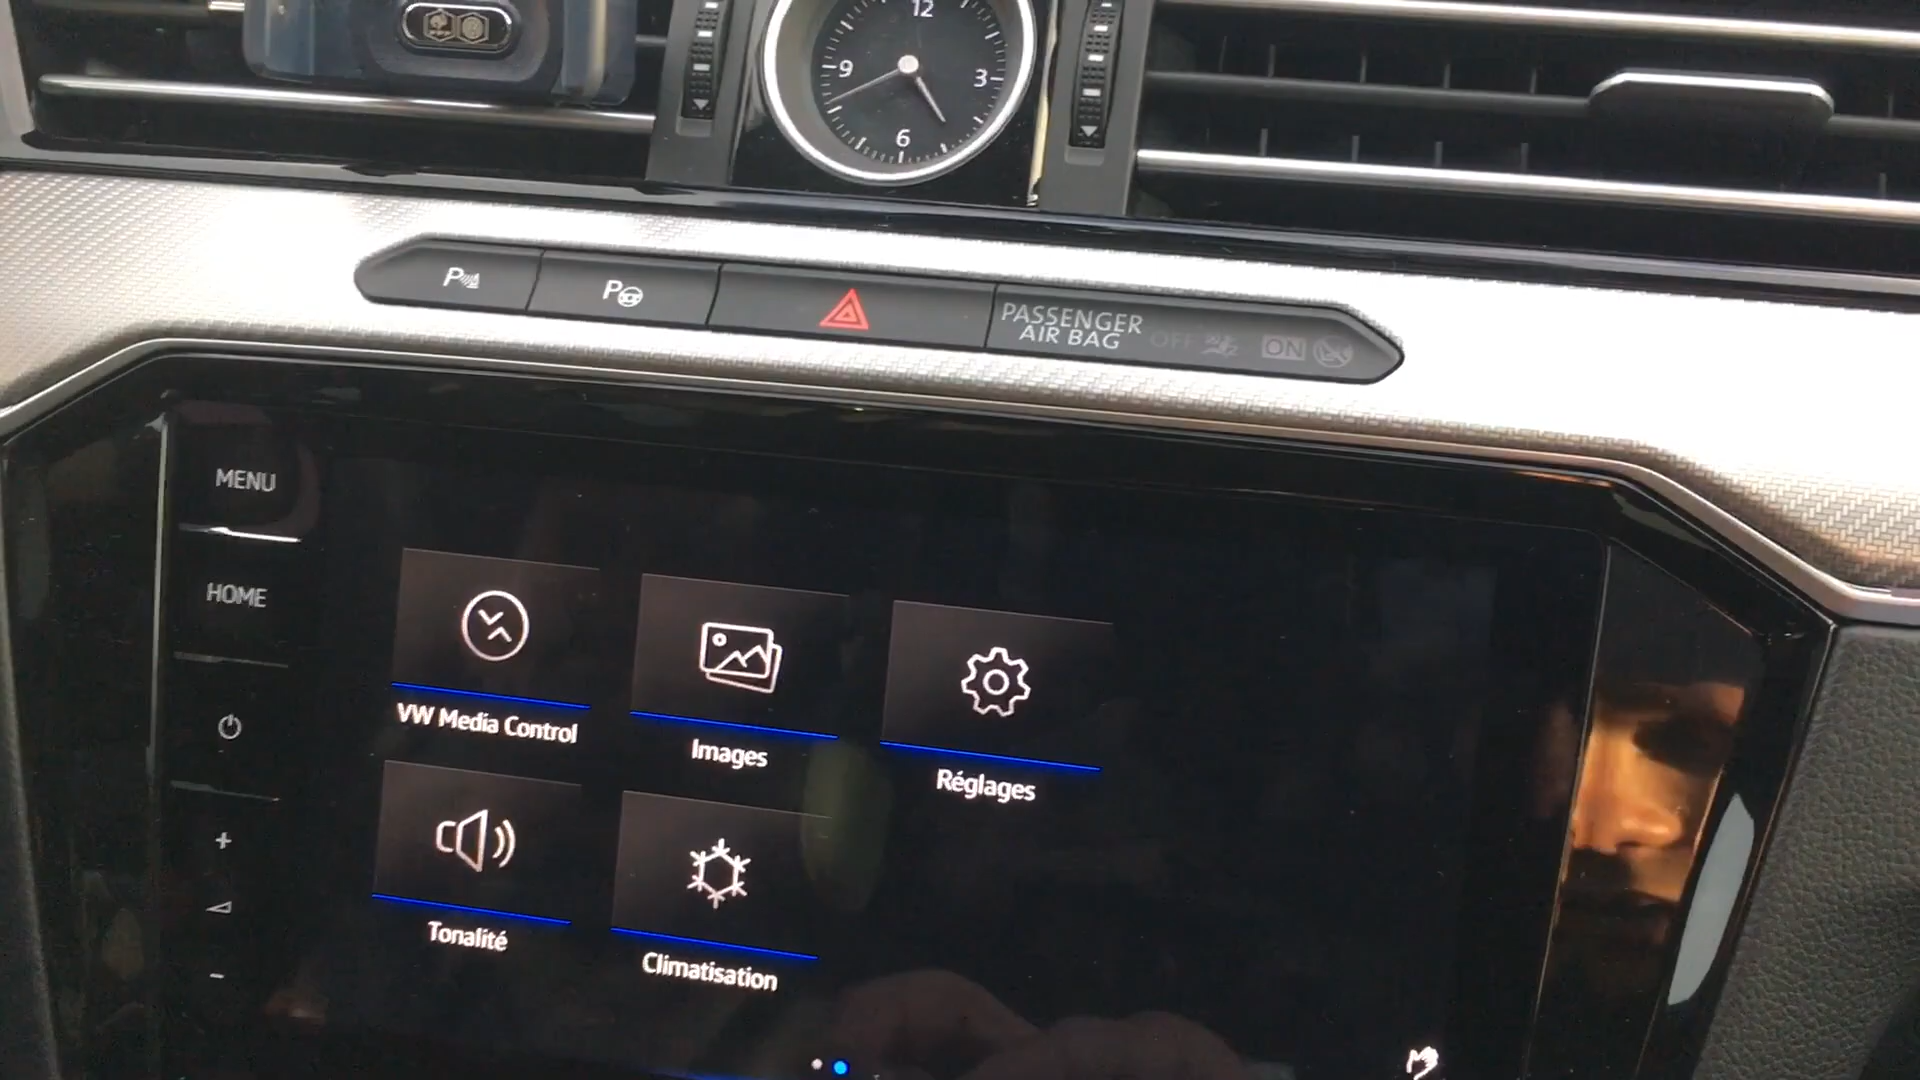 12
9
3
6
P
P
PASSENGER
AIR BAG
OFF
ON
MENU
HOME
VW Media Control
Images
Réglages
+
Tonalité
Climatisation
-